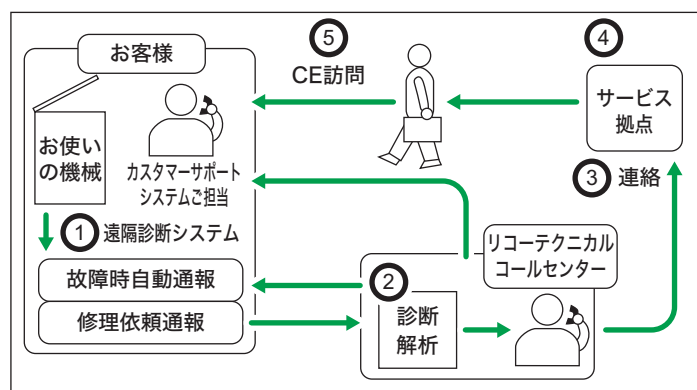 お客様
お使い
の機械
カスタマーサポート
システムご担当
① 遠隔診断システム
故障時自動通報
修理依頼通報
②
診断
解析
リコーテクニカル
コールセンター
③ 連絡
④
サービス
拠点
⑤
CE訪問